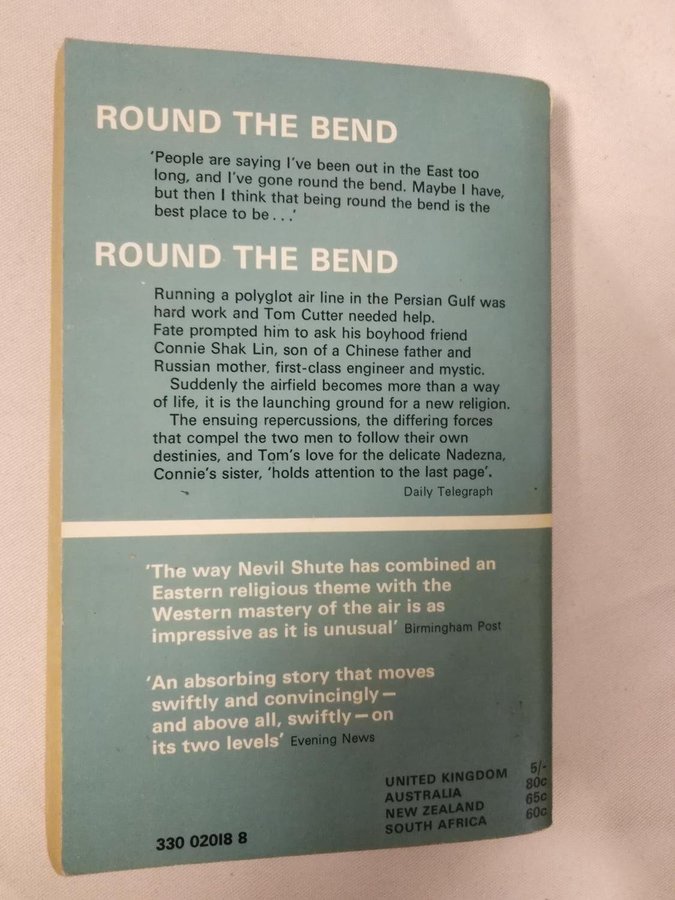 ROUND THE BEND
'People are saying I've been out in the East too
long, and I've gone round the bend. Maybe I have,
but then I think that being round the bend is the
best place to be...'
ROUND THE BEND
Running a polyglot air line in the Persian Gulf was
hard work and Tom Cutter needed help.
Fate prompted him to ask his boyhood friend
Connie Shak Lin, son of a Chinese father and
Russian mother, first-class engineer and mystic.
Suddenly the airfield becomes more than a way
of life, it is the launching ground for a new religion.
The ensuing repercussions, the differing forces
that compel the two men to follow their own
destinies, and Tom's love for the delicate Nadezna,
Connie's sister, 'holds attention to the last page'.
Daily Telegraph
'The way Nevil Shute has combined an
Eastern religious theme with the
Western mastery of the air is as
impressive as it is unusual' Birmingham Post
'An absorbing story that moves
swiftly and convincingly—
and above all, swiftly—on
its two levels' Evening News
UNITED KINGDOM 5/-
AUSTRALIA 80c
NEW ZEALAND 65c
SOUTH AFRICA 60c
330 02018 8